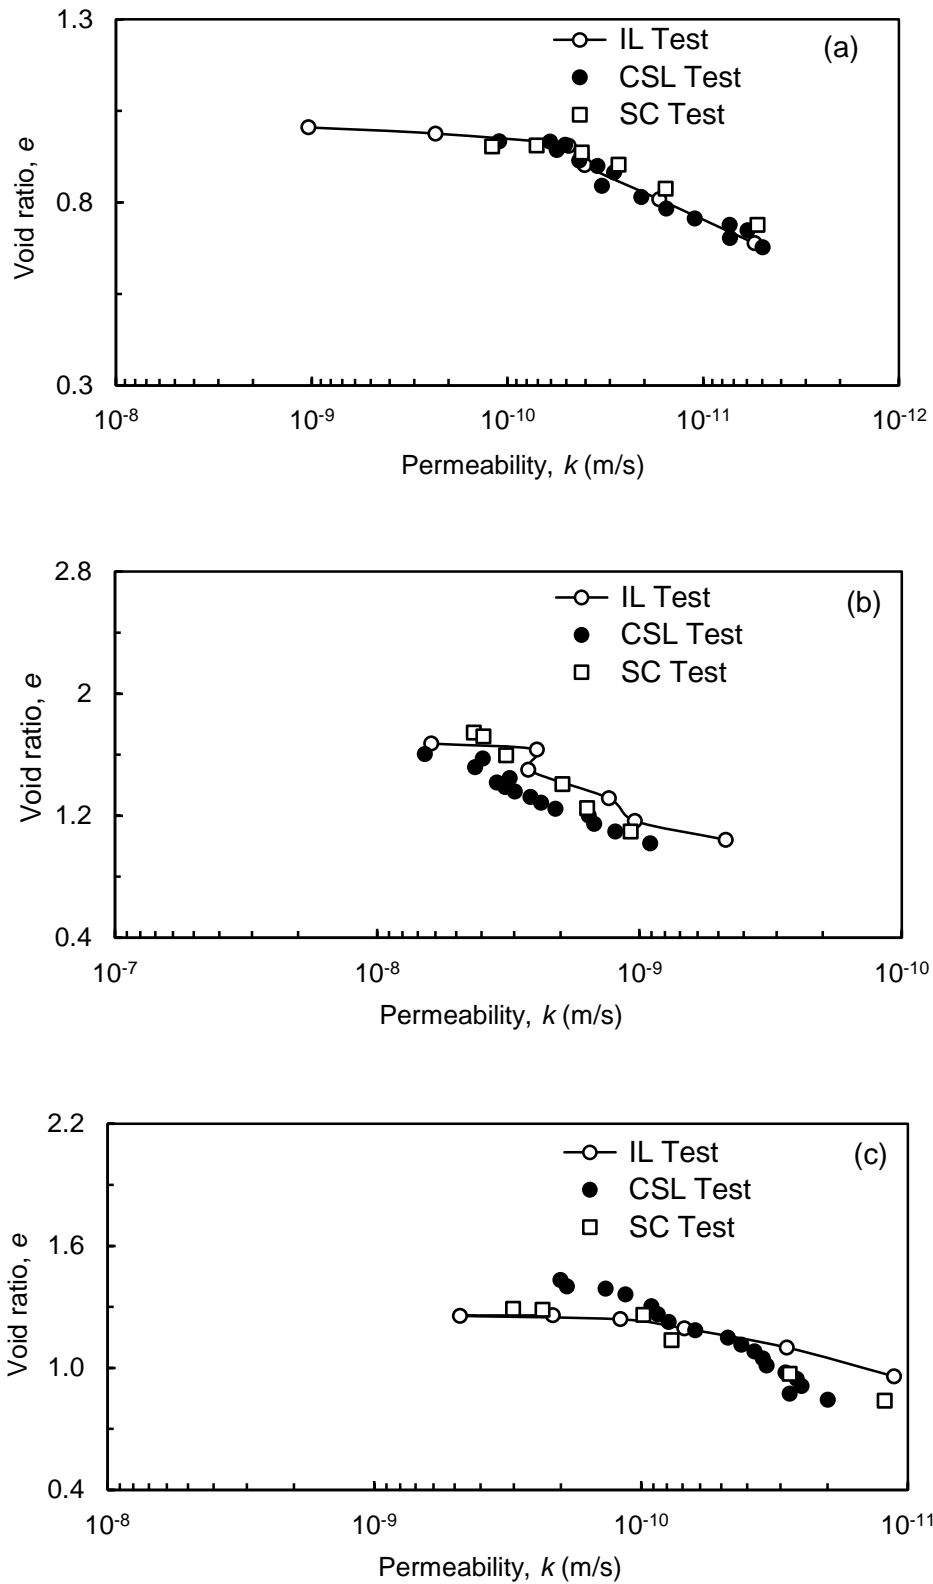 1.3
IL Test
(a)
CSL Test
SC Test
0.8
Void ratio, e
0.3
10-8 10-9 10-10 10-11 10-12
Permeability, k (m/s)
2.8
IL Test
(b)
CSL Test
SC Test
2
Void ratio, e
1.2
0.4
10-7 10-8 10-9 10-10
Permeability, k (m/s)
2.2
IL Test
(c)
CSL Test
SC Test
1.6
Void ratio, e
1.0
0.4
10-8 10-9 10-10 10-11
Permeability, k (m/s)